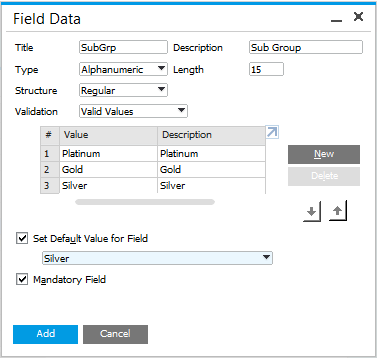 Field Data
Title SubGrp Description Sub Group
Type Alphanumeric Length 15
Structure Regular
Validation Valid Values
# Value Description
1 Platinum Platinum
2 Gold Gold
3 Silver Silver
New
Delete
Set Default Value for Field
Silver
Mandatory Field
Add Cancel